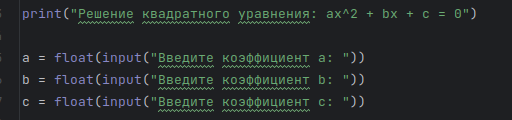 print("Решение квадратного уравнения: ax^2 + bx + c = 0")
a = float(input("Введите коэффициент a: "))
b = float(input("Введите коэффициент b: "))
c = float(input("Введите коэффициент c: "))